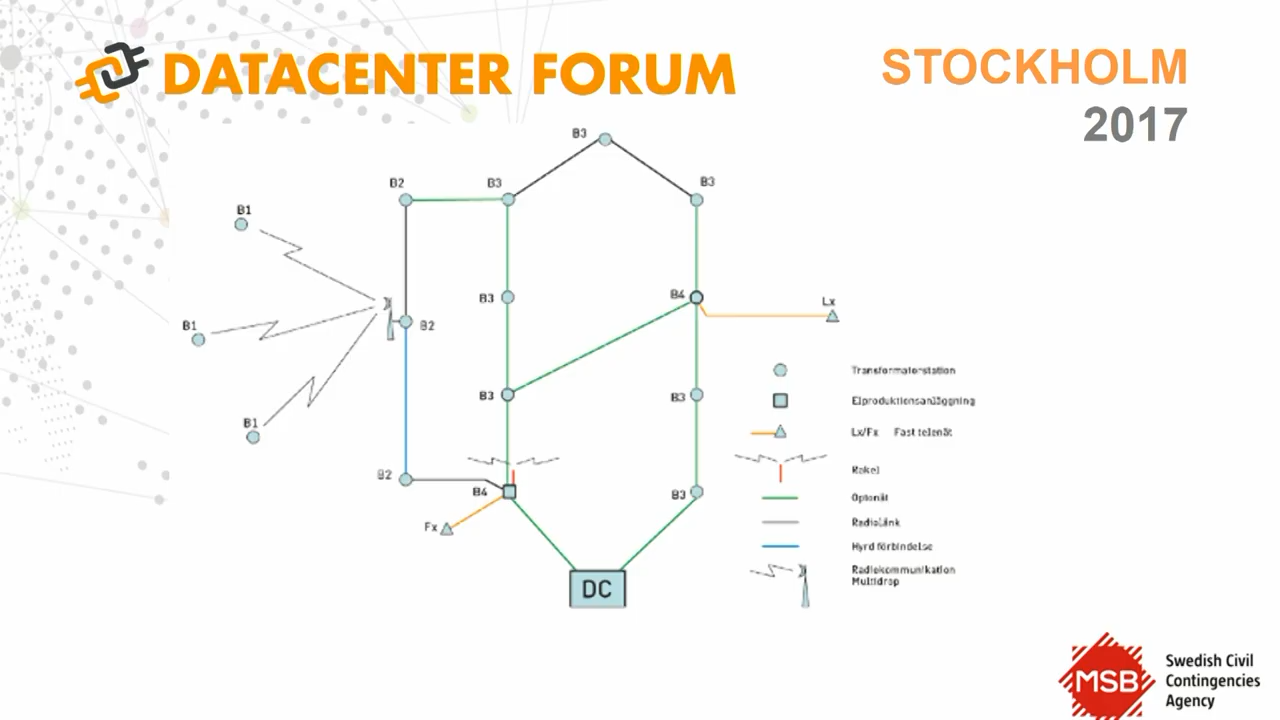 DATACENTER FORUM
STOCKHOLM
2017
B3
B2
B3
B3
B1
B3
B4
Lx
B1
B2
Transformatorstation
B3
B3
Elproduktionsanläggning
B1
Lx/Fx Fast telenät
B2
B4
B3
Rakel
Optonät
Fx
Radiolänk
Hyrd förbindelse
DC
Radiokommunikation
Multidrop
MSB
Swedish Civil
Contingencies
Agency